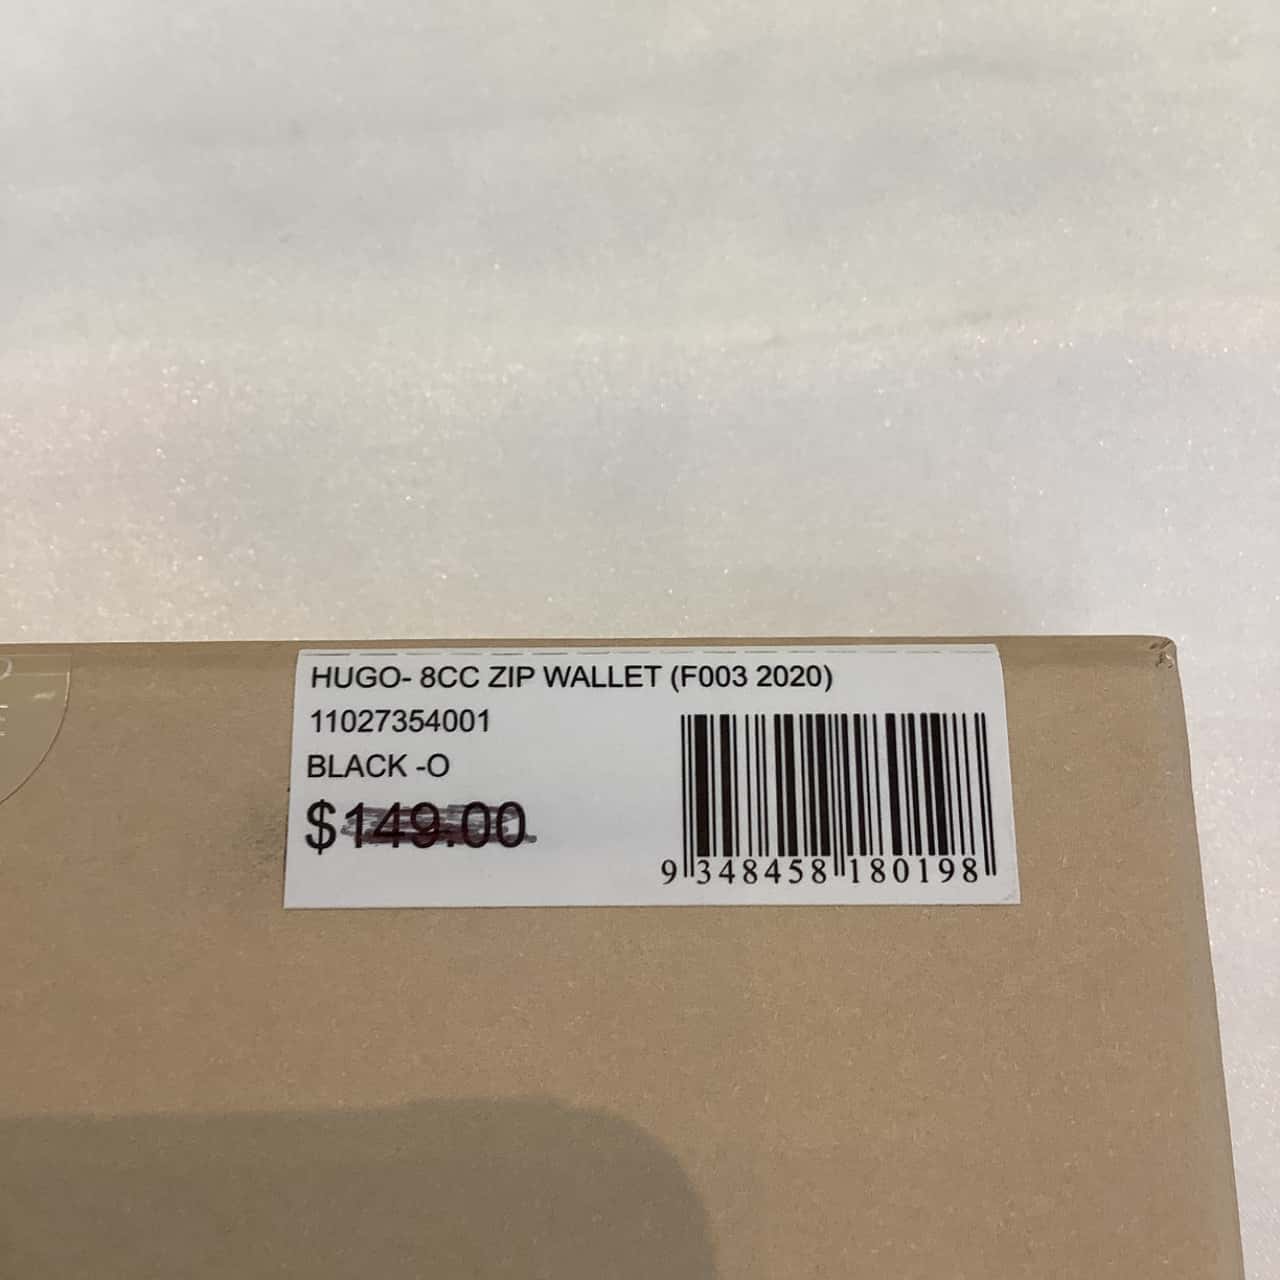 HUGO- 8CC ZIP WALLET (F003 2020)
11027354001
BLACK -O
$149.00
9 348458 180198